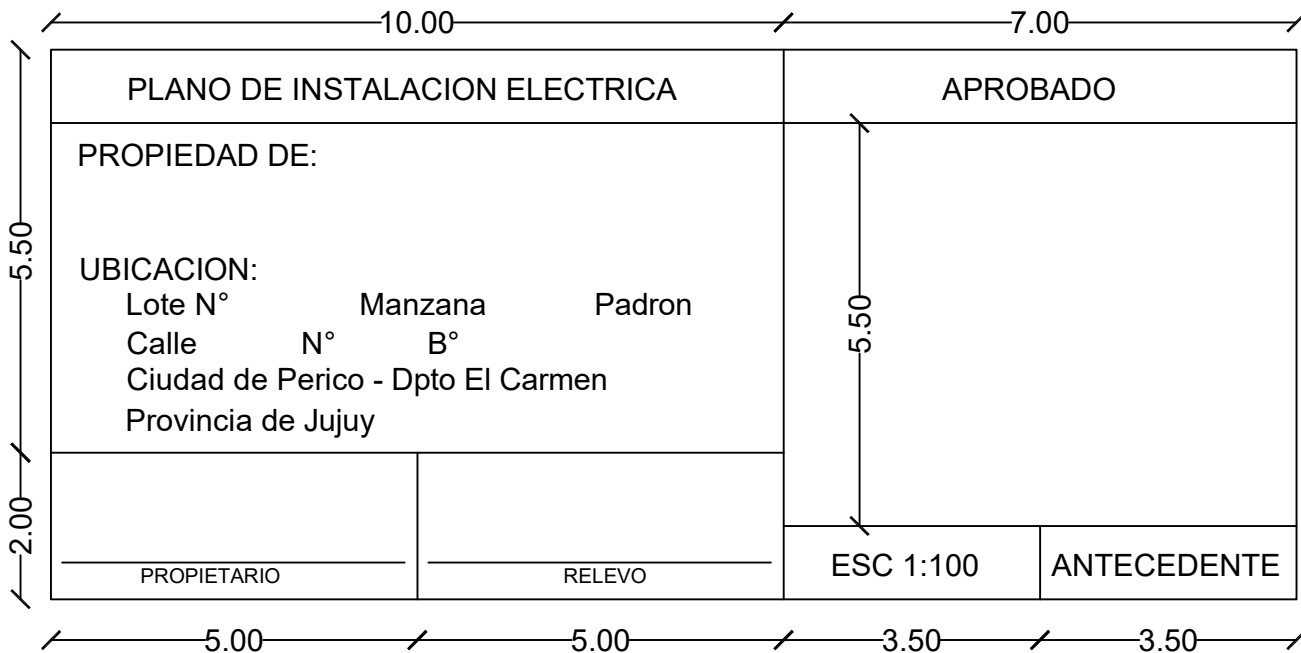 10.00 7.00
PLANO DE INSTALACION ELECTRICA APROBADO
PROPIEDAD DE:
5.50
UBICACION:
Lote N° Manzana Padron
5.50
Calle N° B°
Ciudad de Perico - Dpto El Carmen
Provincia de Jujuy
2.00
ESC 1:100 ANTECEDENTE
PROPIETARIO RELEVO
5.00 5.00 3.50 3.50